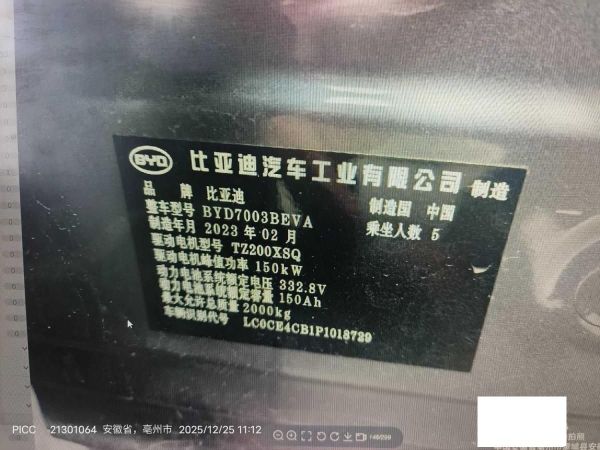 BYD 比亚迪汽车工业有限公司 制造
品 牌 比亚迪 制造国 中国
整车型号 BYD7003BEVA 乘坐人数 5
制造年月 2023 年 02 月
驱动电机型号 TZ200XSQ
驱动电机峰值功率 150kW
动力电池系统额定电压 332.8V
动力电池系统额定容量 150Ah
最大允许总质量 2000kg
车辆识别代号 LC0CE4CB1P1018729
PICC 21301064 安徽省，亳州市 2025/12/25 11:12
148/299
拍照